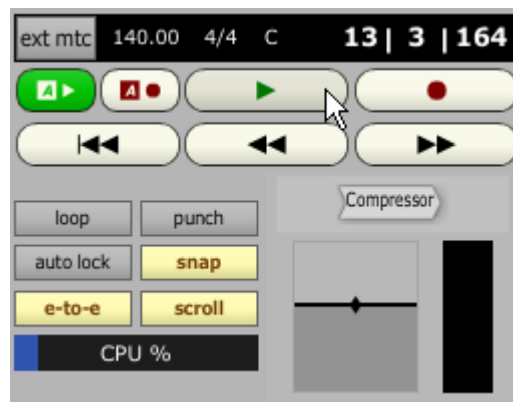 ext mtc 140.00 4/4 C 13| 3 |164
A A
Compressor
loop punch
auto lock snap
e-to-e scroll
CPU %